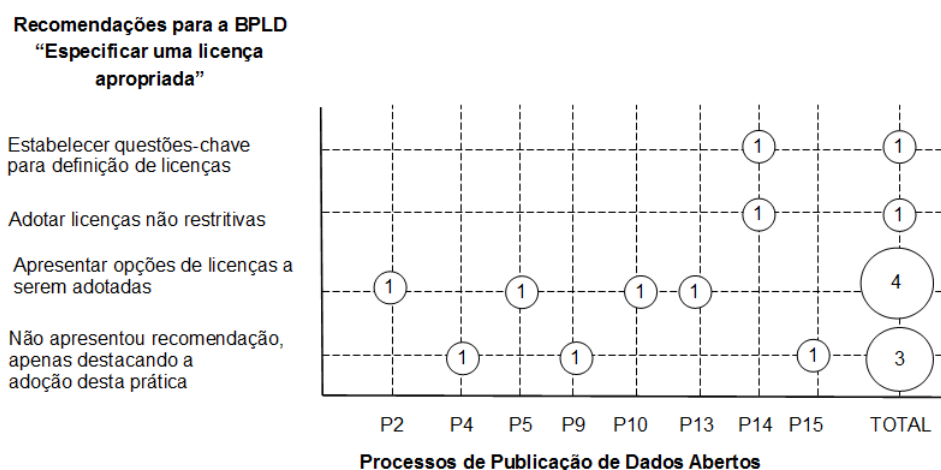 Recomendações para a BPLD
“Especificar uma licença
apropriada”
Estabelecer questões-chave
para definição de licenças
1 1
Adotar licenças não restritivas
1 1
Apresentar opções de licenças a
serem adotadas
1 1 1 1 4
Não apresentou recomendação,
apenas destacando a
adoção desta prática
1 1 1 3
P2 P4 P5 P9 P10 P13 P14 P15 TOTAL
Processos de Publicação de Dados Abertos